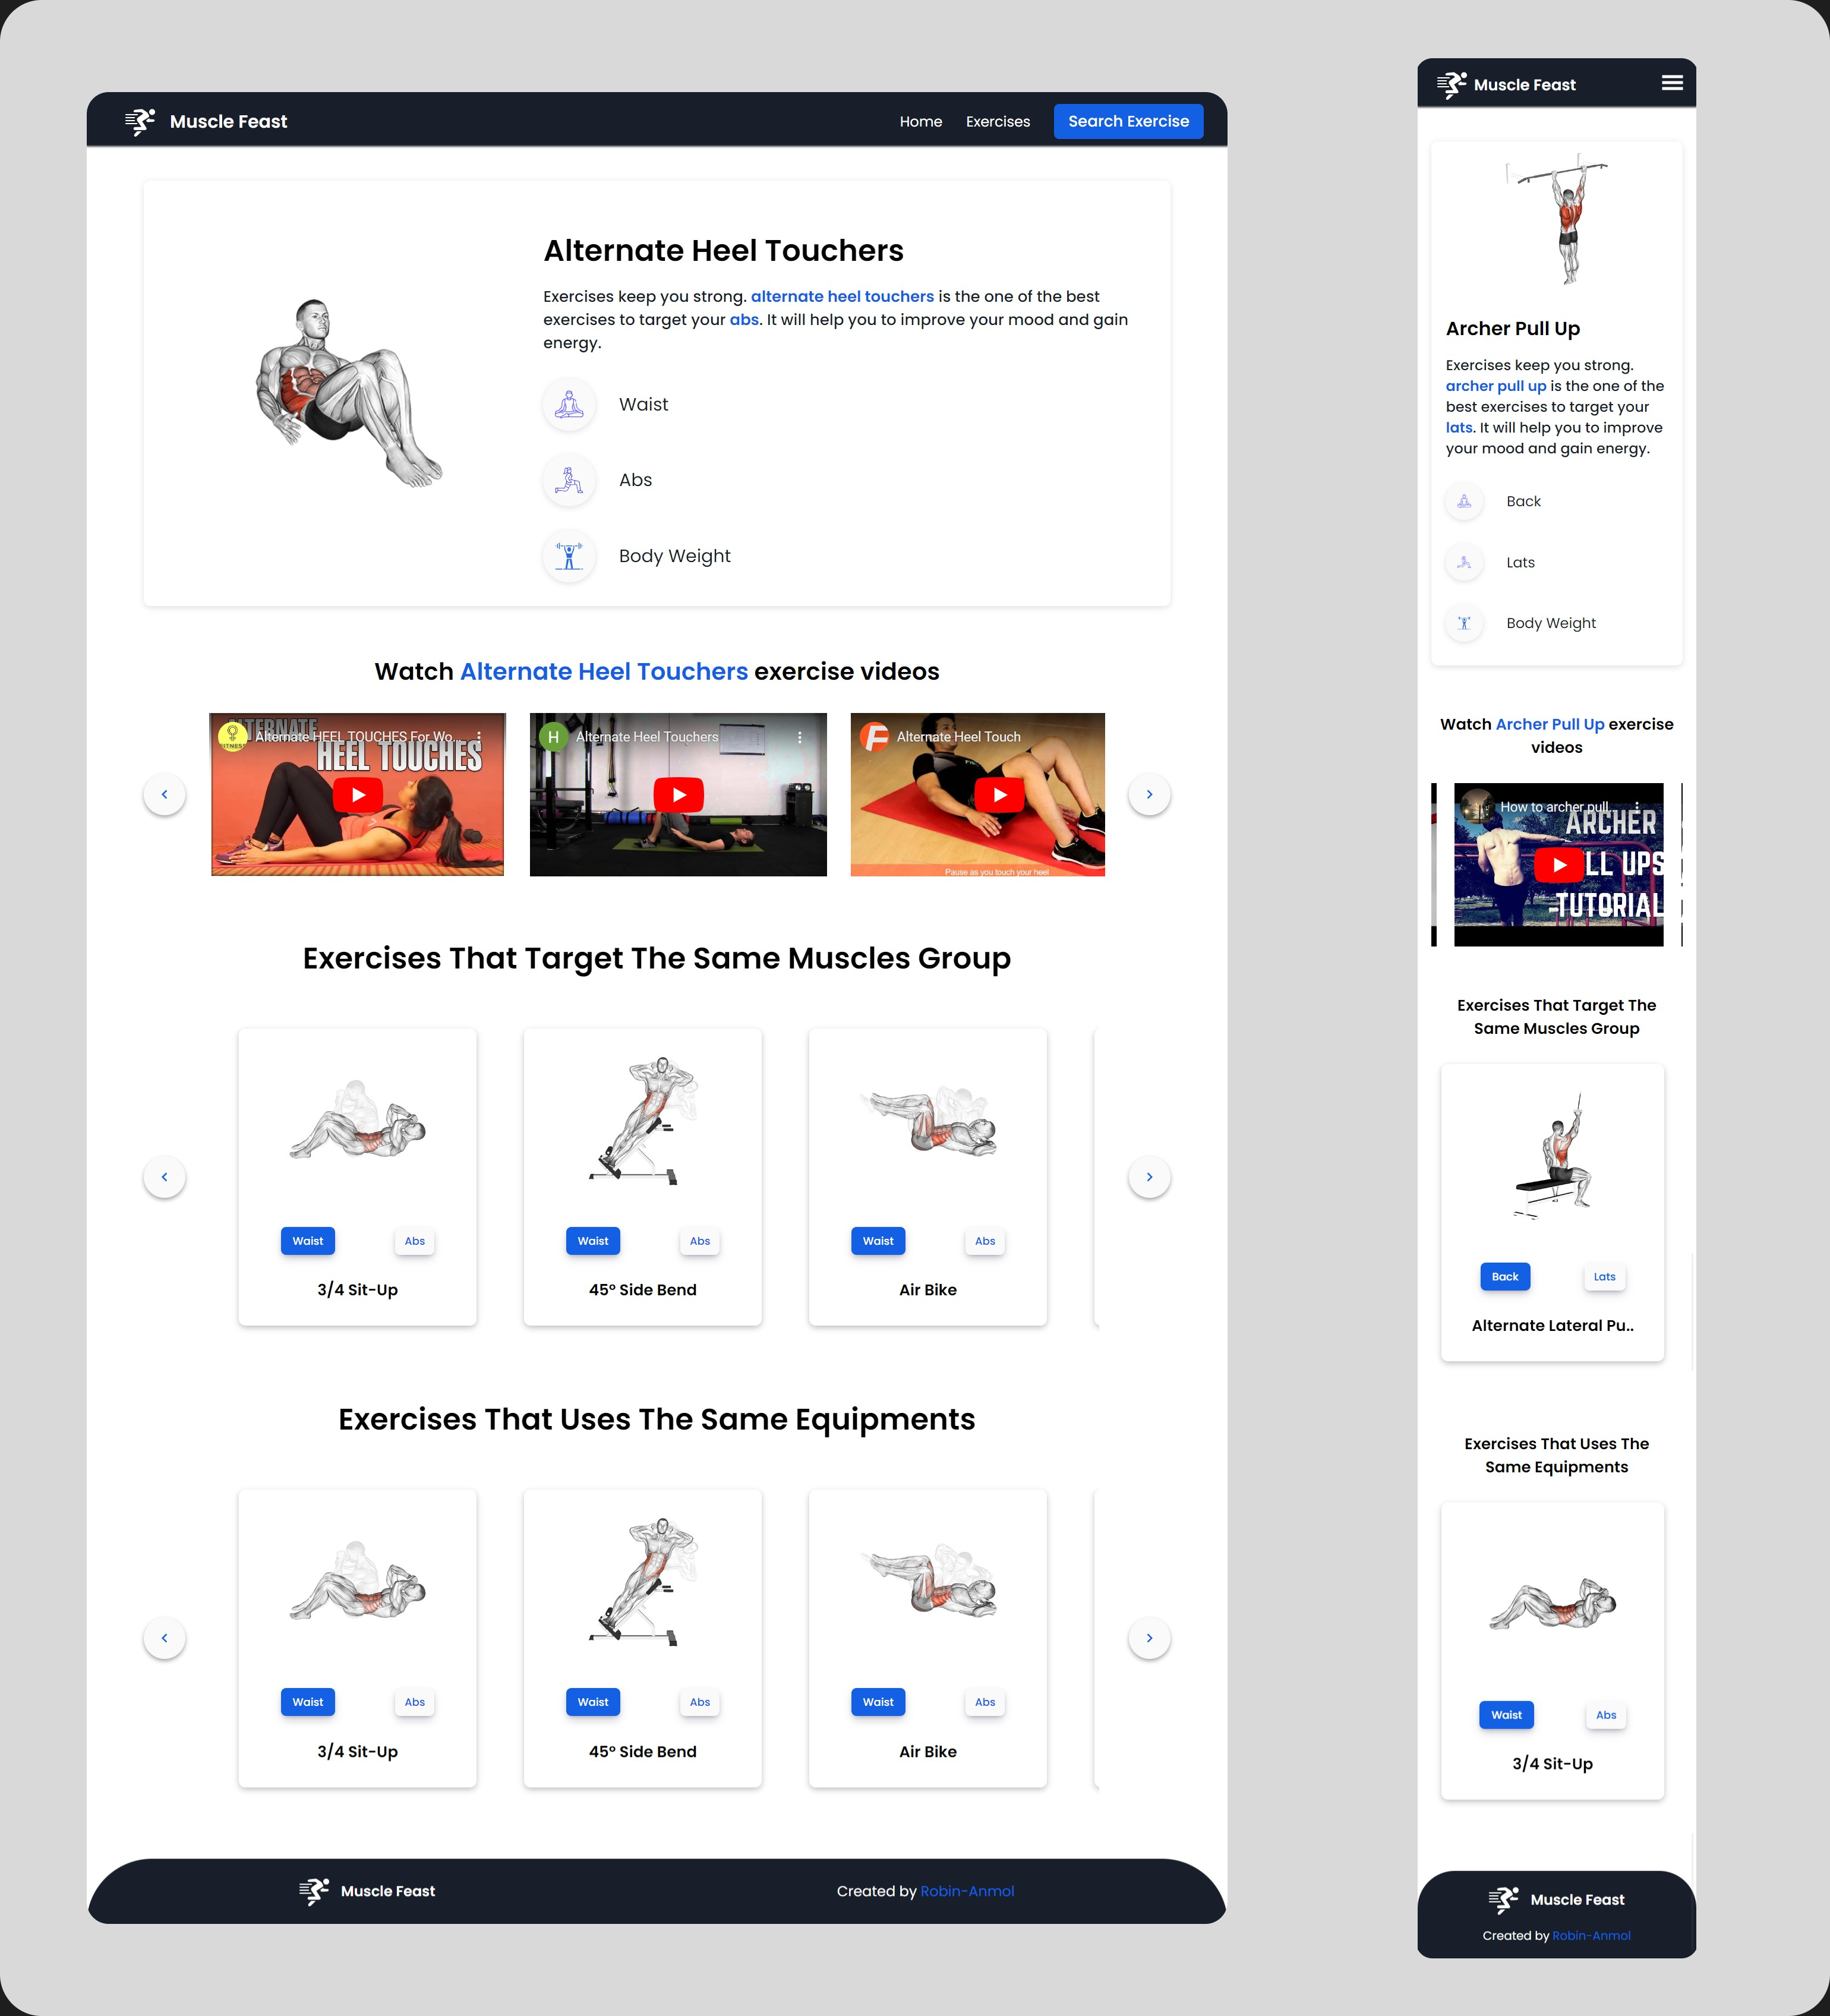 Muscle Feast
Home
Exercises
Search Exercise
Alternate Heel Touchers
Exercises keep you strong. alternate heel touchers is the one of the best
exercises to target your abs. It will help you to improve your mood and gain
energy.
Waist
Abs
Body Weight
Watch Alternate Heel Touchers exercise videos
ALTERNATE
HEEL TOUCHES
Alternate HEEL TOUCHES For Wo...
FITNESS
H
Alternate Heel Touchers
F
Alternate Heel Touch
Pause as you touch your heel
Exercises That Target The Same Muscles Group
Waist
Abs
3/4 Sit-Up
Waist
Abs
45° Side Bend
Waist
Abs
Air Bike
Exercises That Uses The Same Equipments
Waist
Abs
3/4 Sit-Up
Waist
Abs
45° Side Bend
Waist
Abs
Air Bike
Muscle Feast
Created by Robin-Anmol
Muscle Feast
Archer Pull Up
Exercises keep you strong.
archer pull up is the one of the
best exercises to target your
lats. It will help you to improve
your mood and gain energy.
Back
Lats
Body Weight
Watch Archer Pull Up exercise
videos
How to archer pull
ARCHER
LL UPS
-TUTORIAL
Exercises That Target The
Same Muscles Group
Back
Lats
Alternate Lateral Pu..
Exercises That Uses The
Same Equipments
Waist
Abs
3/4 Sit-Up
Muscle Feast
Created by Robin-Anmol